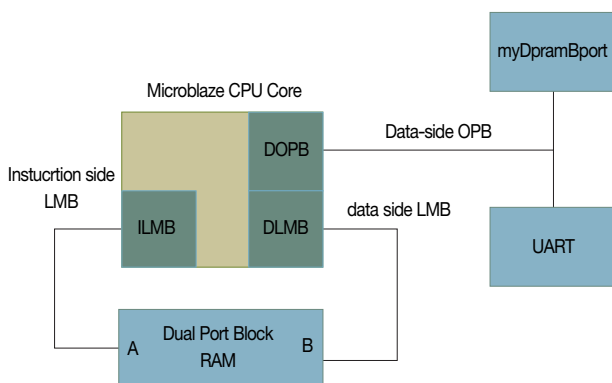 myDpramBport
Microblaze CPU Core
DOPB
Data-side OPB
Instucrtion side
LMB
ILMB
DLMB
data side LMB
UART
A
Dual Port Block
RAM
B